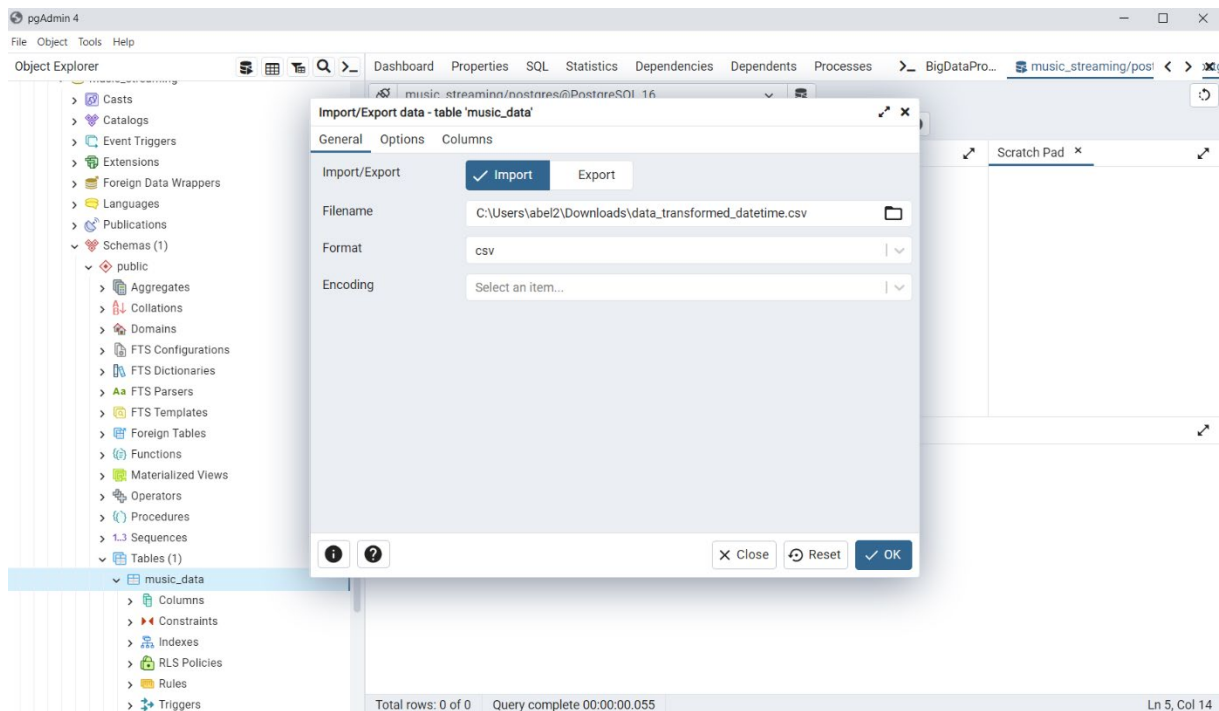 pgAdmin 4
File Object Tools Help
Object Explorer
Dashboard Properties SQL Statistics Dependencies Dependents Processes >_ BigDataPro... music_streaming/post
music_streaming/postgres@PostgreSQL 16
Casts
Catalogs
Event Triggers
Extensions
Foreign Data Wrappers
Languages
Publications
Schemas (1)
public
Aggregates
Collations
Domains
FTS Configurations
FTS Dictionaries
Aa FTS Parsers
FTS Templates
Foreign Tables
Functions
Materialized Views
Operators
Procedures
1..3 Sequences
Tables (1)
music_data
Columns
Constraints
Indexes
RLS Policies
Rules
Triggers
Import/Export data - table 'music_data'
General Options Columns
Import/Export Import Export
Filename C:\Users\abel2\Downloads\data_transformed_datetime.csv
Format csv
Encoding Select an item...
Close Reset OK
Scratch Pad
Total rows: 0 of 0 Query complete 00:00:00.055 Ln 5, Col 14